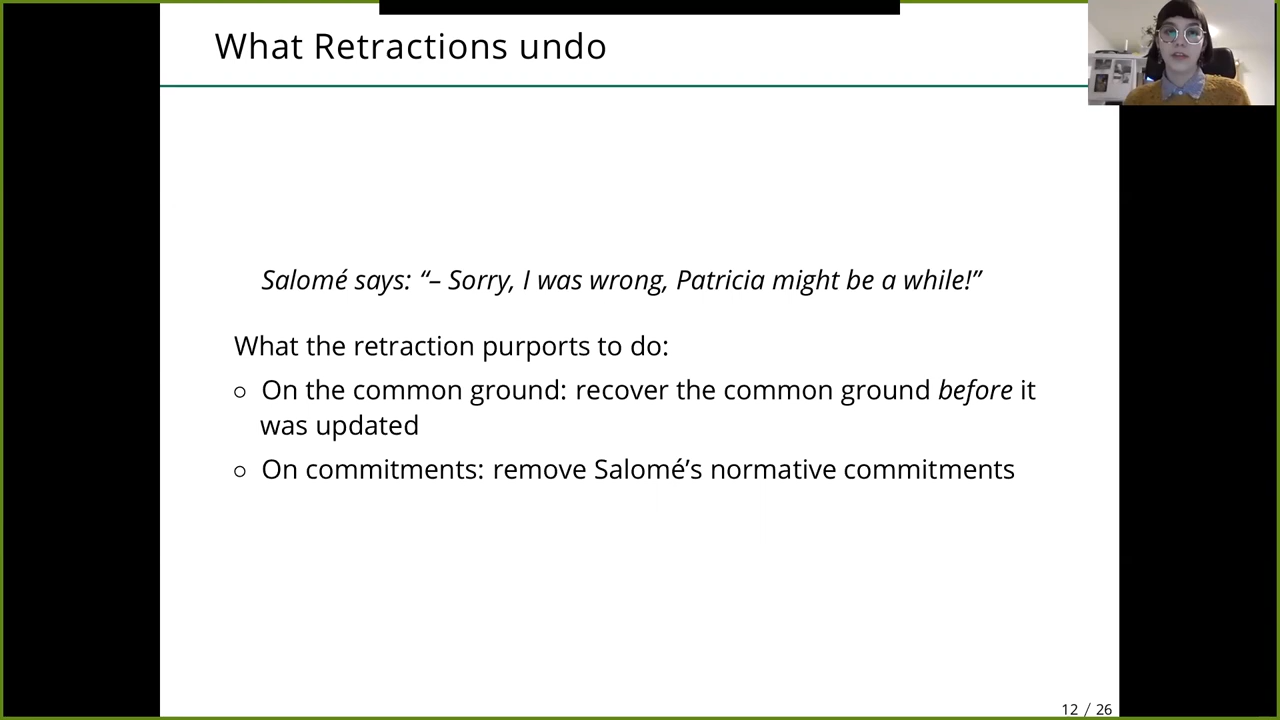 What Retractions undo
Salomé says: “– Sorry, I was wrong, Patricia might be a while!”
What the retraction purports to do:
○ On the common ground: recover the common ground before it
was updated
○ On commitments: remove Salomé’s normative commitments
12 / 26